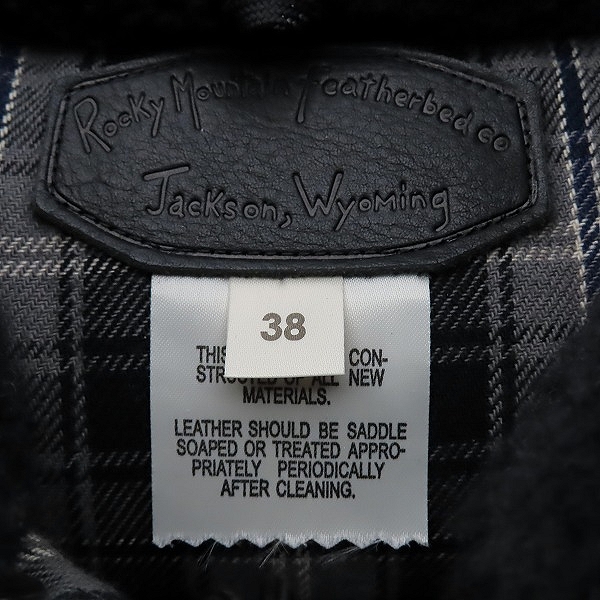 Rocky Mountain Featherbed co
Jackson, Wyoming
38
THIS CON-
STRUCTED OF ALL NEW
MATERIALS.
LEATHER SHOULD BE SADDLE
SOAPED OR TREATED APPRO-
PRIATELY PERIODICALLY
AFTER CLEANING.